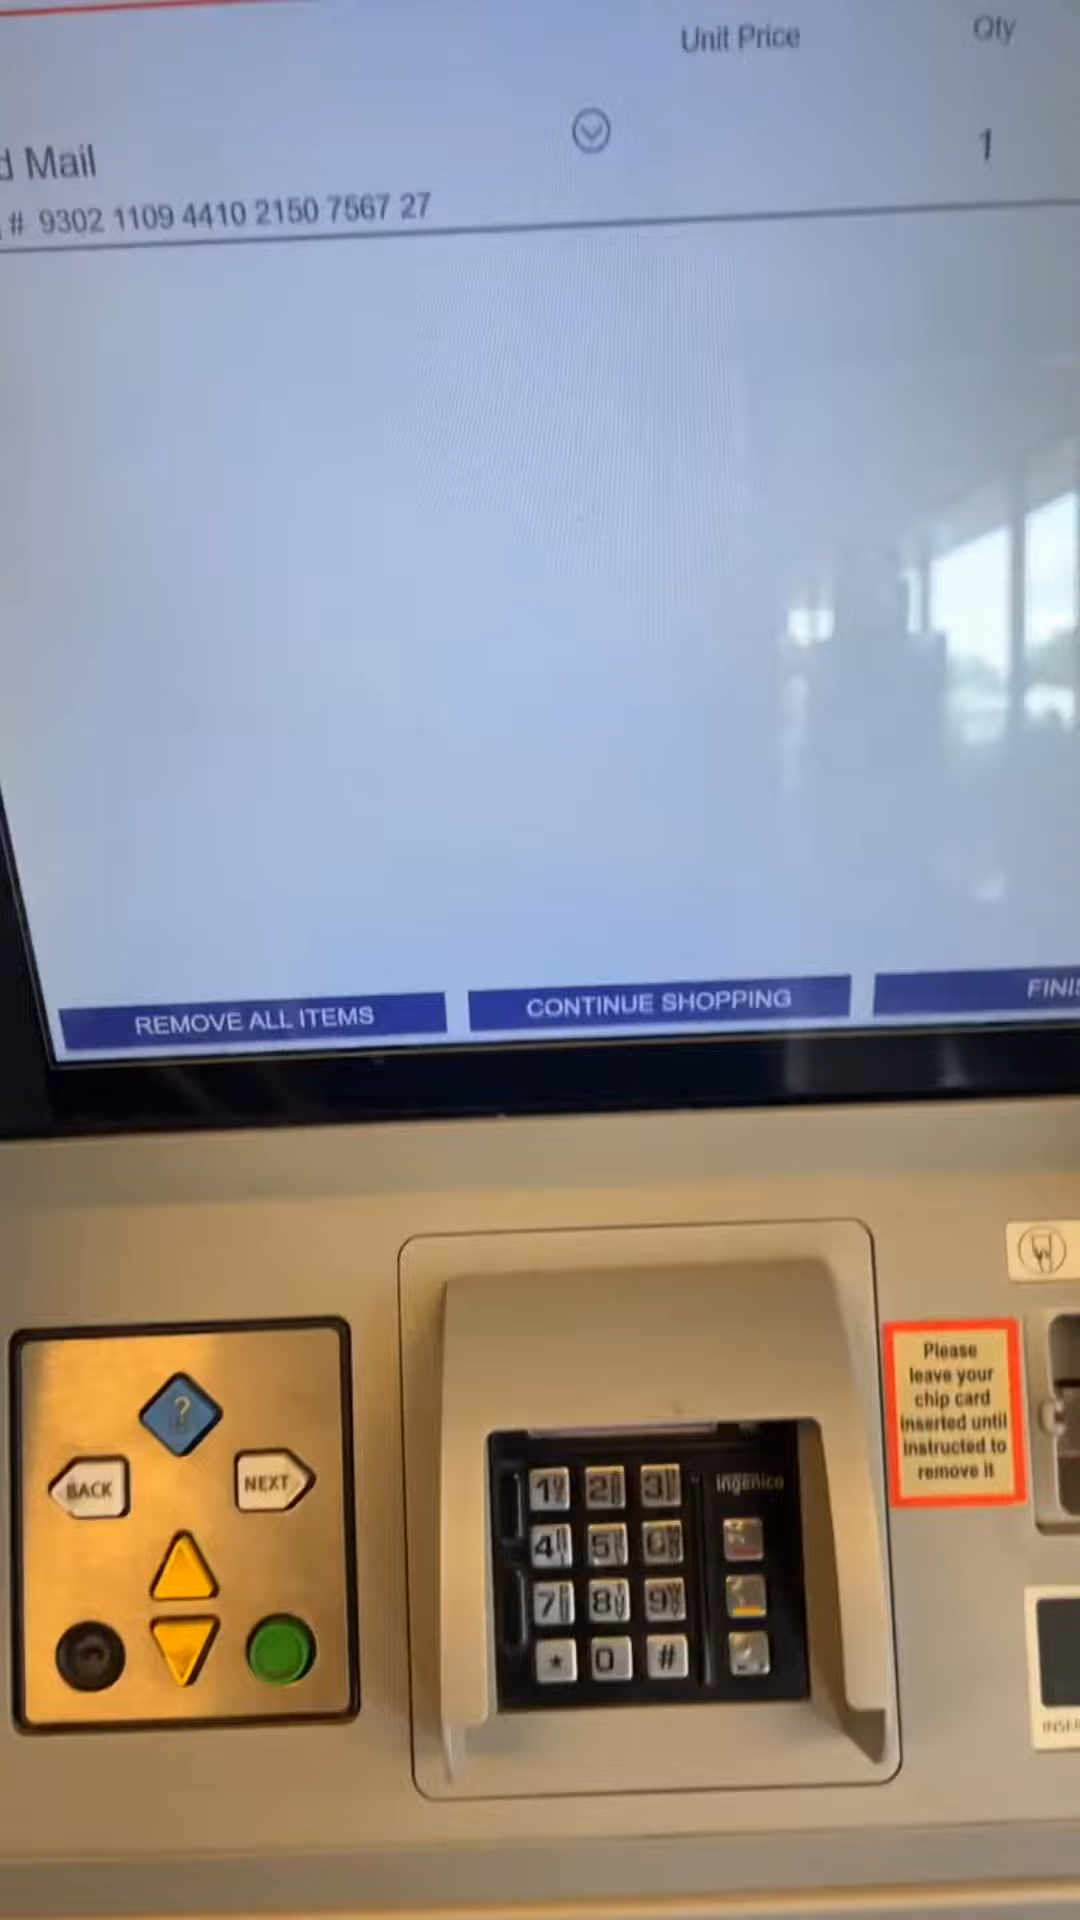 Unit Price Qty
d Mail 1
# 9302 1109 4410 2150 7567 27
REMOVE ALL ITEMS CONTINUE SHOPPING FINIS
Please
leave your
chip card
inserted until
instructed to
remove it
?
BACK NEXT
ingenico
1 2 3
4 5 6
7 8 9
* 0 #
INSER